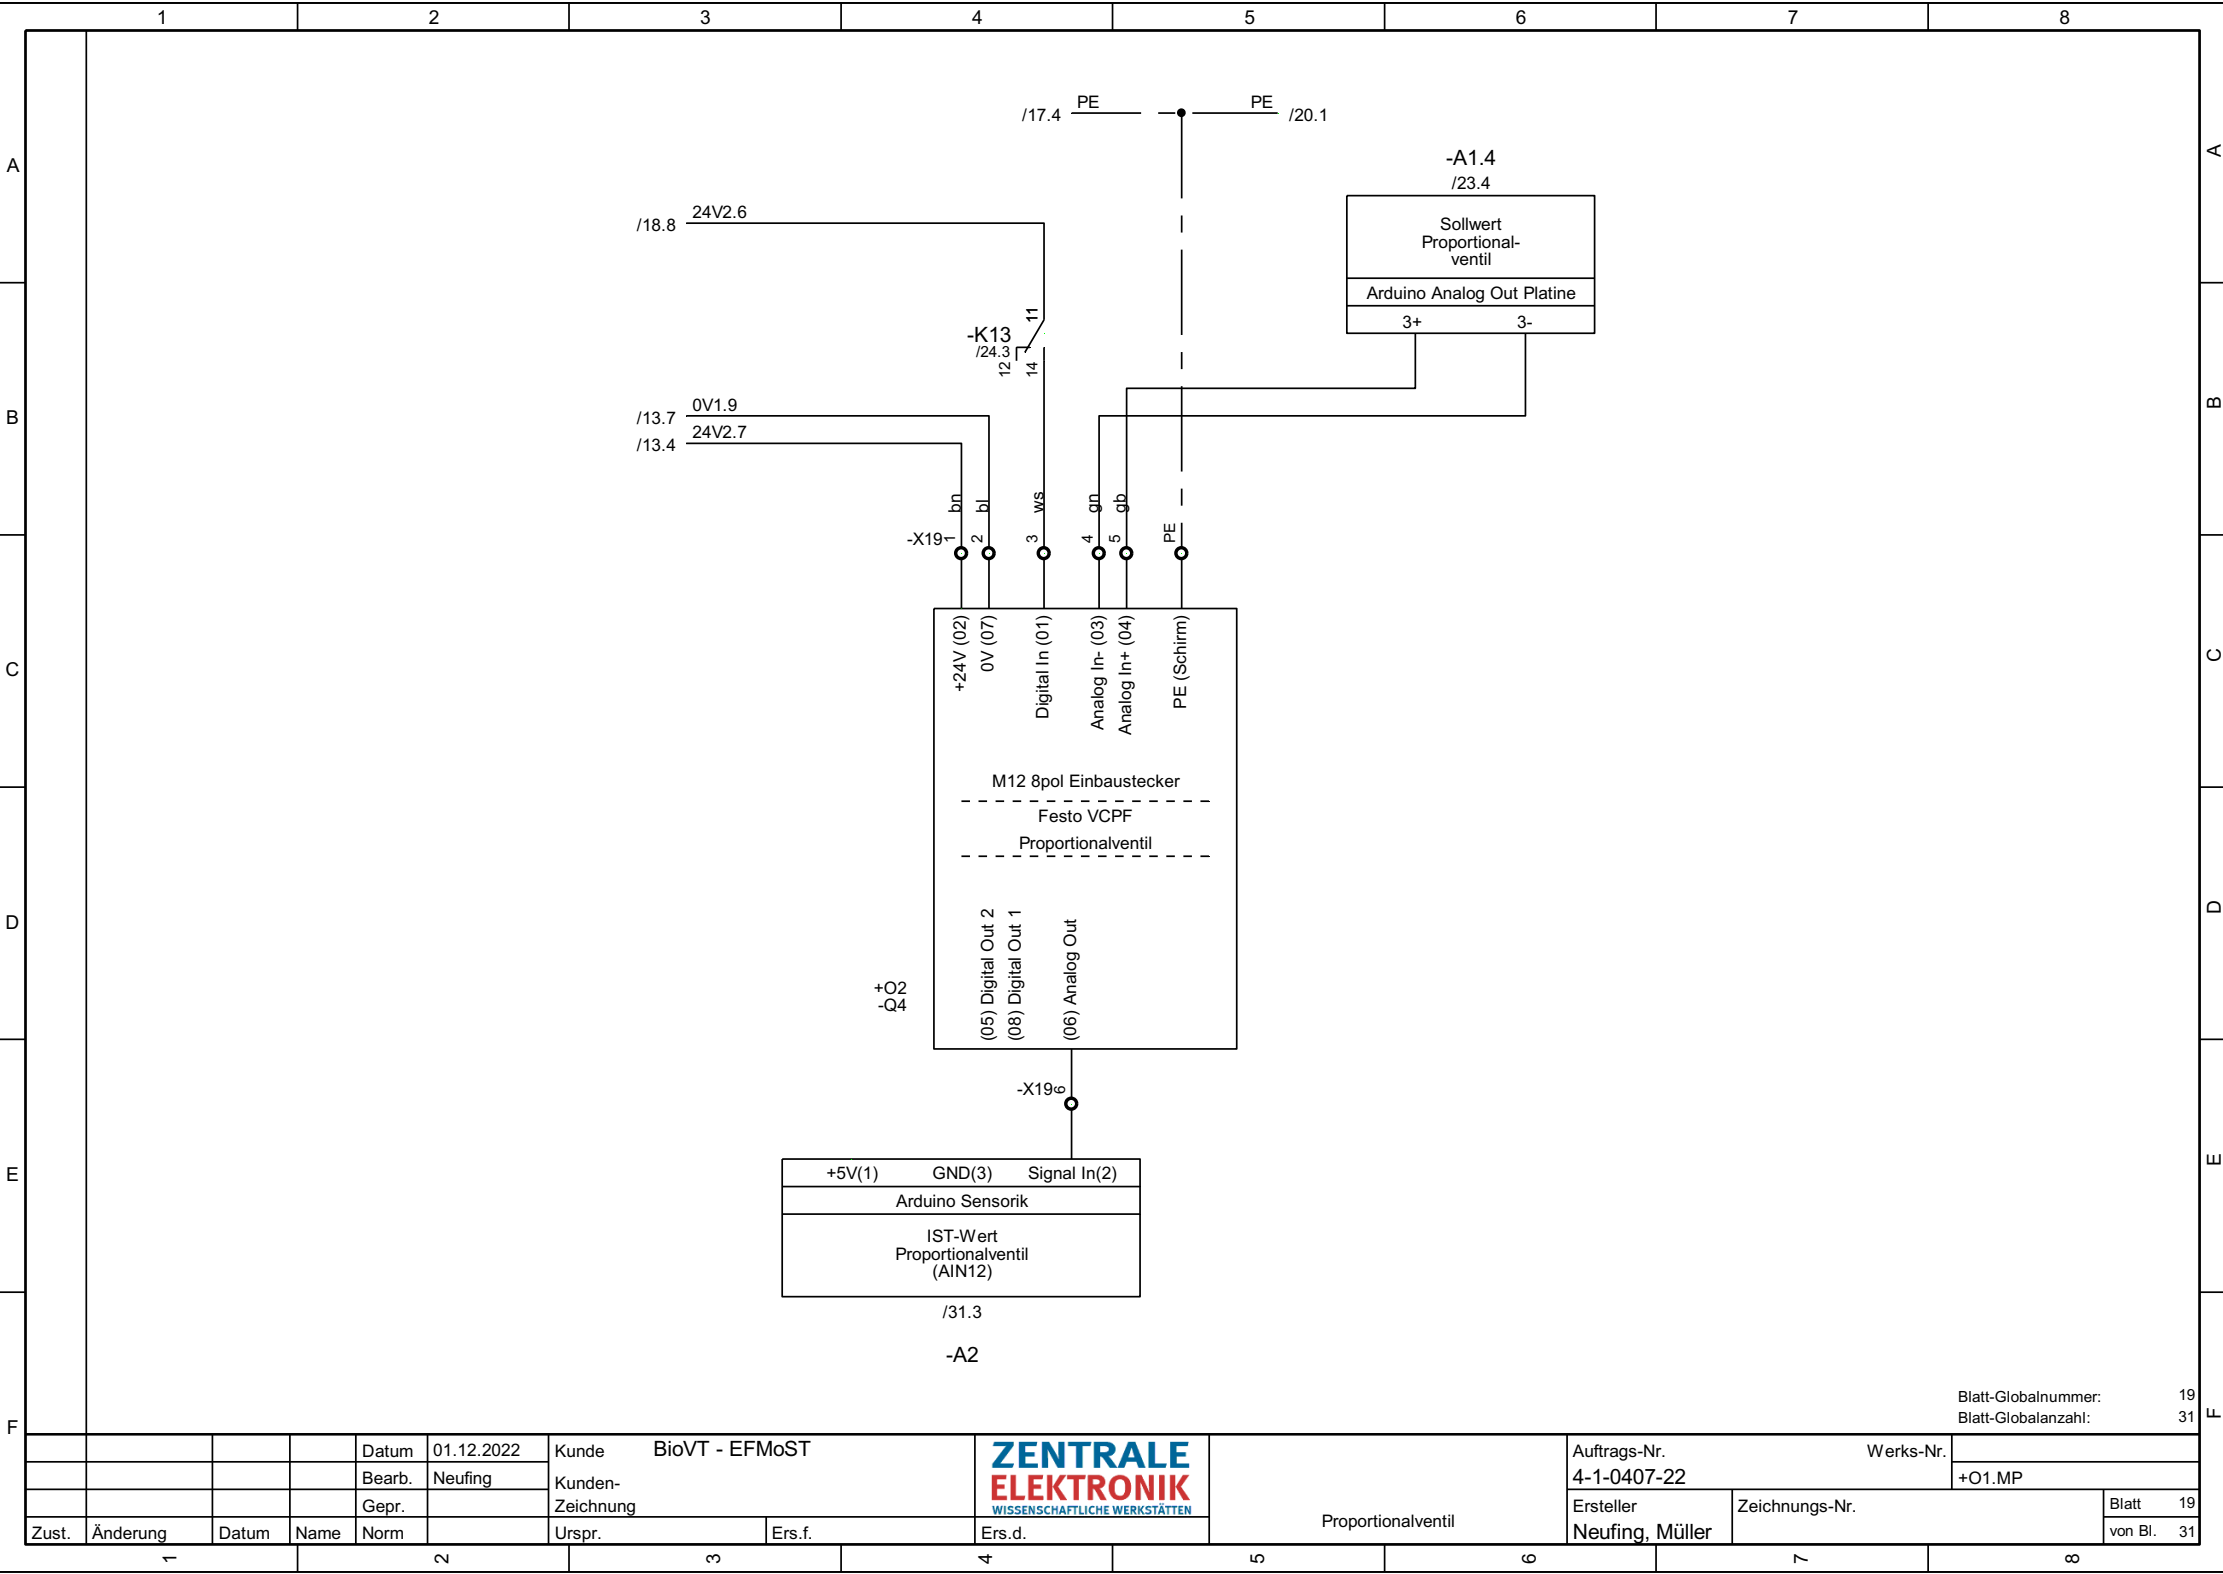 1 2 3 4 5 6 7 8
A A
B B
C C
D D
E E
F F
/17.4 PE PE /20.1
-A1.4
/23.4
Sollwert
Proportional-
ventil
Arduino Analog Out Platine
3+ 3-
/18.8 24V2.6
-K13
/24.3
11
12 14
/13.7 0V1.9
/13.4 24V2.7
bn bl ws gn gb
-X19 1 2 3 4 5 PE
+24V (02)
0V (07)
Digital In (01)
Analog In- (03)
Analog In+ (04)
PE (Schirm)
M12 8pol Einbaustecker
Festo VCPF
Proportionalventil
(05) Digital Out 2
(08) Digital Out 1
(06) Analog Out
+O2
-Q4
-X19 6
+5V(1) GND(3) Signal In(2)
Arduino Sensorik
IST-Wert
Proportionalventil
(AIN12)
/31.3
-A2
Blatt-Globalnummer: 19
Blatt-Globalanzahl: 31
Datum 01.12.2022
Bearb. Neufing
Gepr.
Zust. Änderung Datum Name Norm
Kunde BioVT - EFMoST
Kunden-
Zeichnung
Urspr. Ers.f. Ers.d.
ZENTRALE
ELEKTRONIK
WISSENSCHAFTLICHE WERKSTÄTTEN
Proportionalventil
Auftrags-Nr. Werks-Nr.
4-1-0407-22 +O1.MP
Ersteller Zeichnungs-Nr. Blatt 19
Neufing, Müller von Bl. 31
1 2 3 4 5 6 7 8